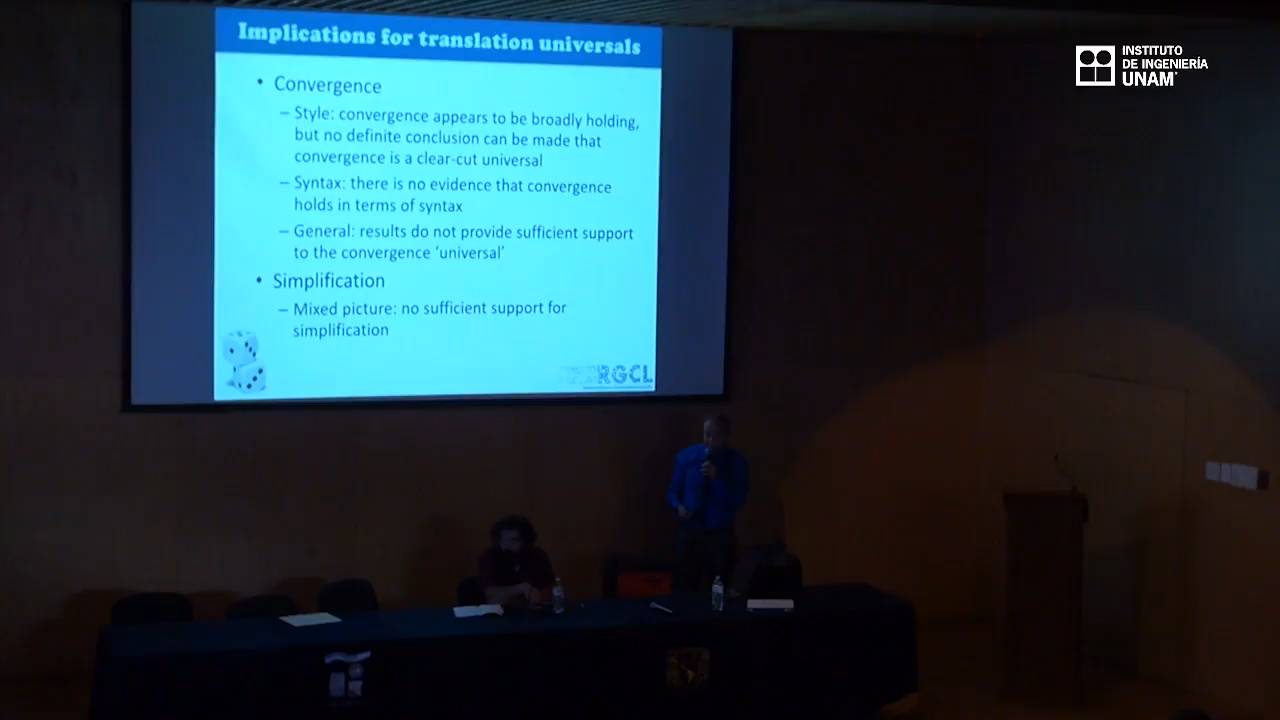 Implications for translation universals
• Convergence
– Style: convergence appears to be broadly holding,
but no definite conclusion can be made that
convergence is a clear-cut universal
– Syntax: there is no evidence that convergence
holds in terms of syntax
– General: results do not provide sufficient support
to the convergence ‘universal’
• Simplification
– Mixed picture: no sufficient support for
simplification
RGCL
INSTITUTO
DE INGENIERÍA
UNAM